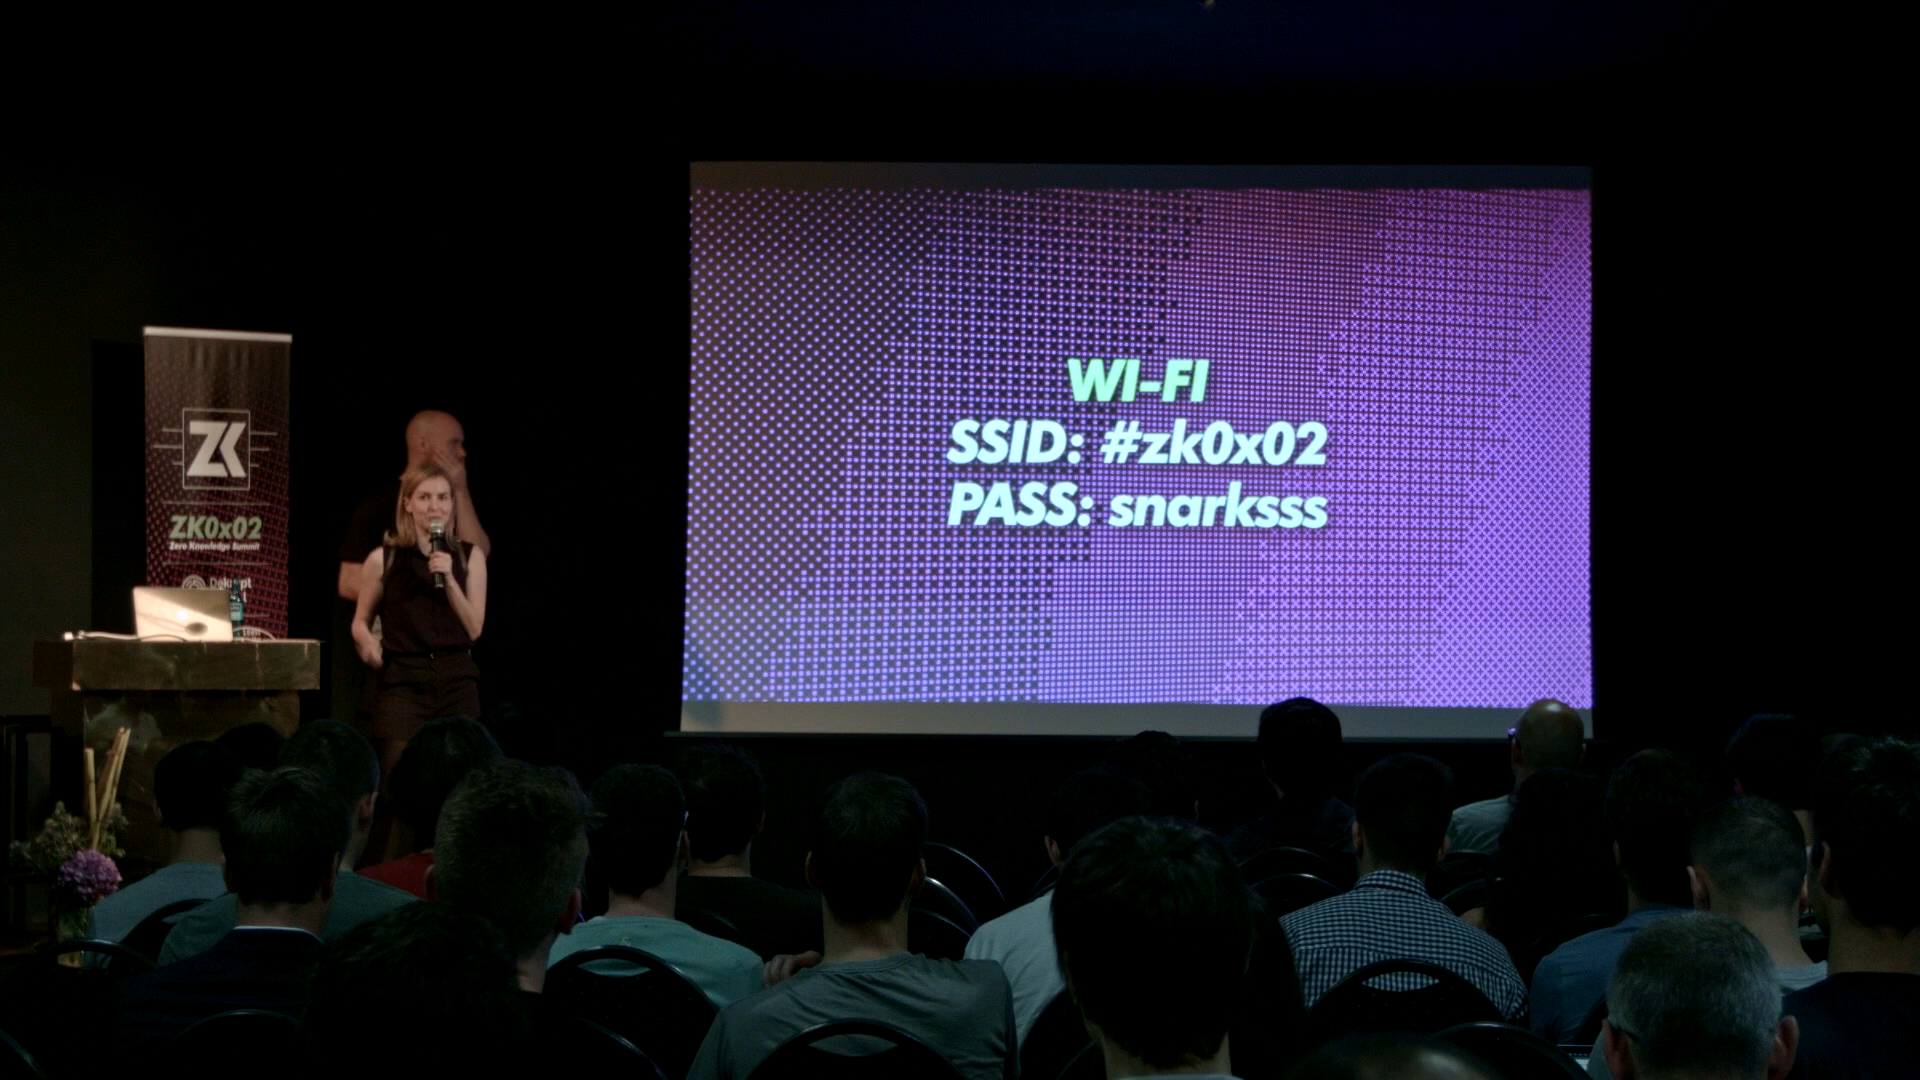 ZK
ZK0x02
Zero Knowledge Summit
WI-FI
SSID: #zk0x02
PASS: snarksss